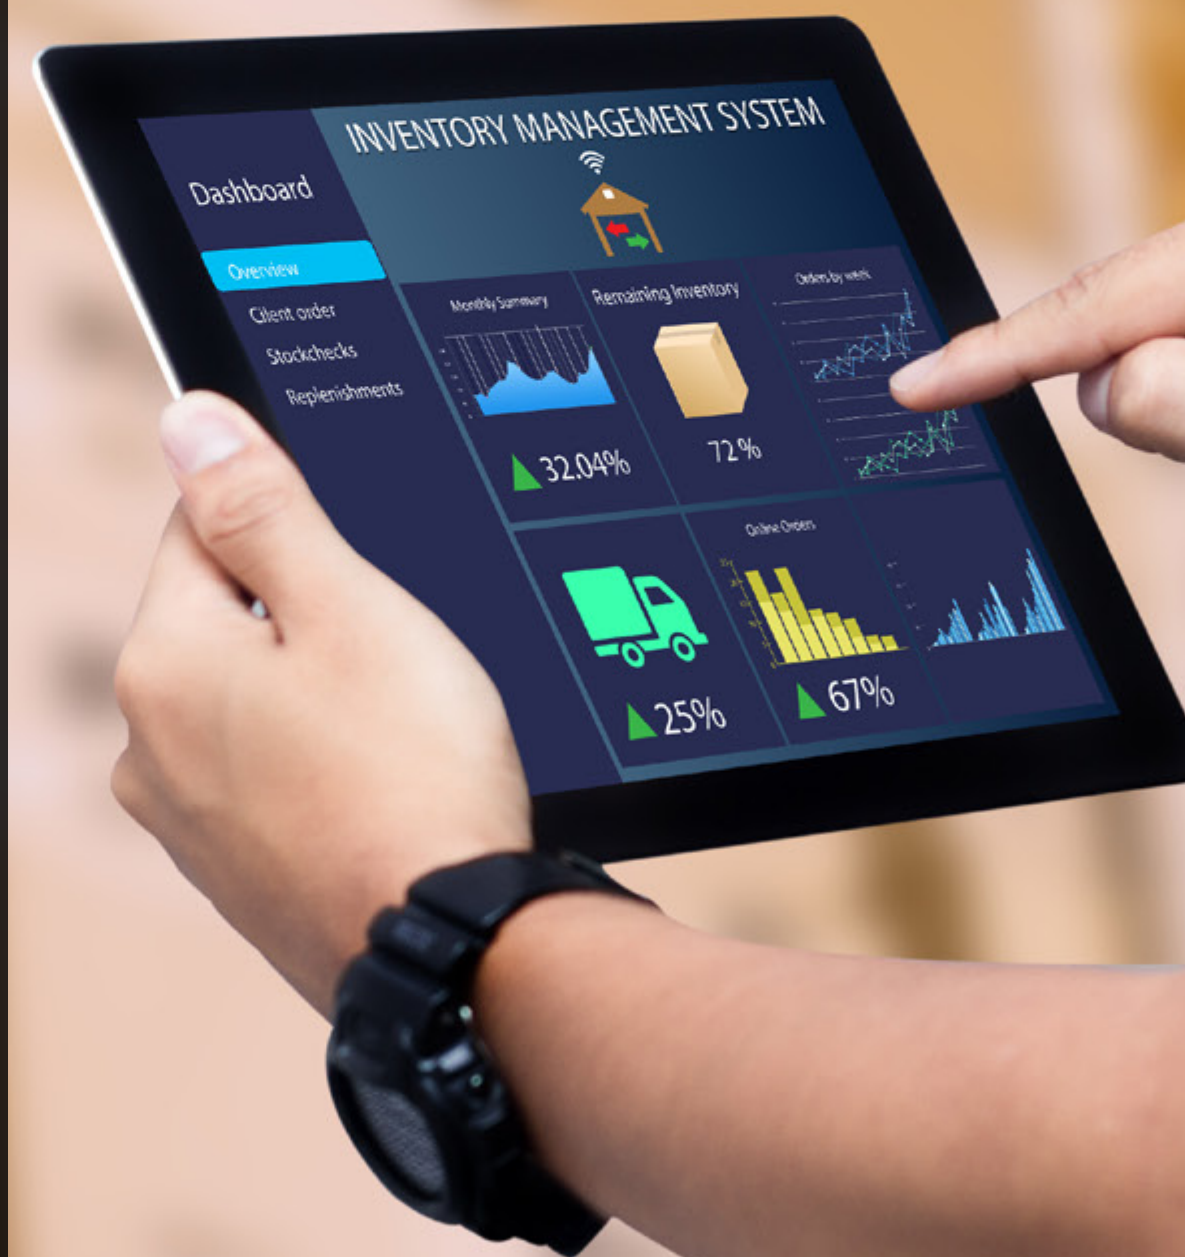 INVENTORY MANAGEMENT SYSTEM
Dashboard
Overview
Cilent order
Stockchecks
Replenishments
Monthly Summary
32.04%
Remaining Inventory
72%
Orders by week
25%
Online Orders
67%